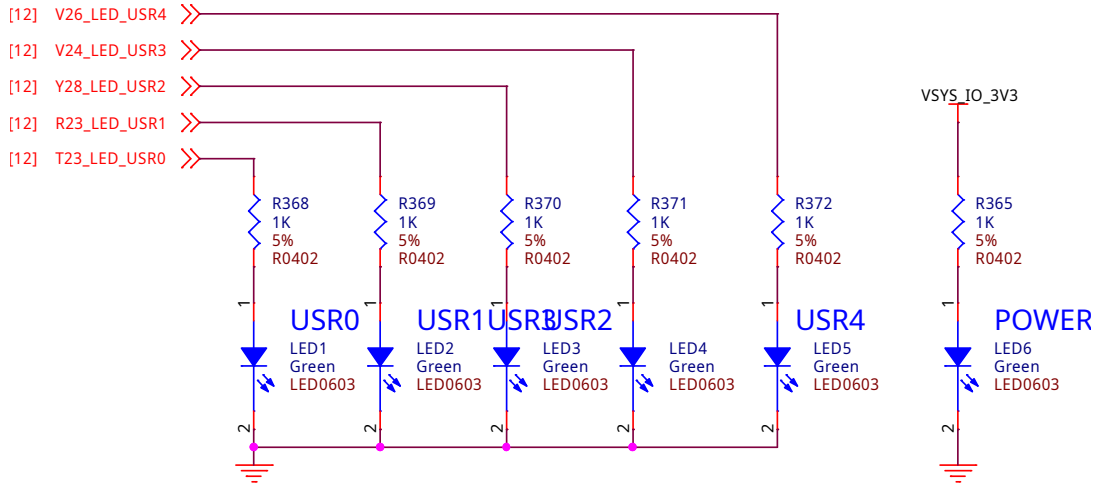 [12] V26_LED_USR4
[12] V24_LED_USR3
[12] Y28_LED_USR2
[12] R23_LED_USR1
[12] T23_LED_USR0
VSYS_IO_3V3
R368
1K
5%
R0402
R369
1K
5%
R0402
R370
1K
5%
R0402
R371
1K
5%
R0402
R372
1K
5%
R0402
R365
1K
5%
R0402
1 1 1 1 1 1
USR0 USR1 USR3 USR2 USR4 POWER
LED1
Green
LED0603
LED2
Green
LED0603
LED3
Green
LED0603
LED4
Green
LED0603
LED5
Green
LED0603
LED6
Green
LED0603
2 2 2 2 2 2